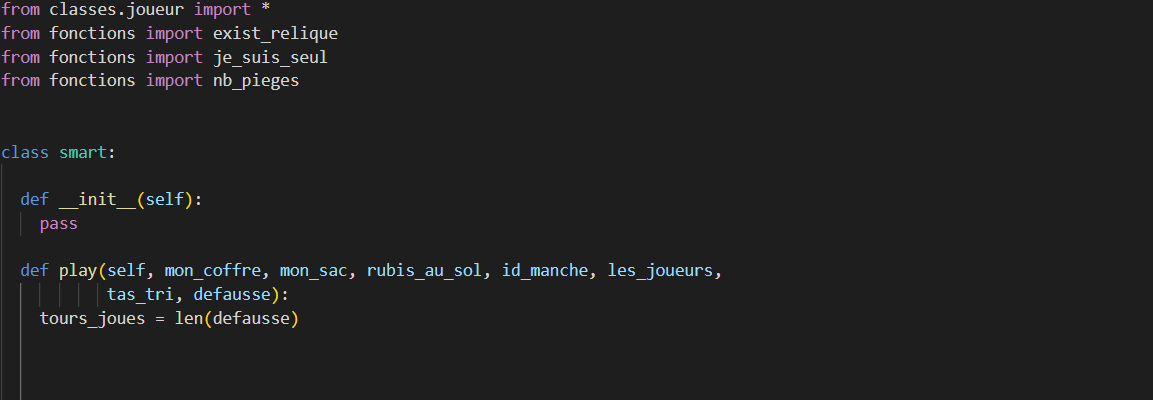 from classes.joueur import *
from fonctions import exist_relique
from fonctions import je_suis_seul
from fonctions import nb_pieges
class smart:
def __init__(self):
pass
def play(self, mon_coffre, mon_sac, rubis_au_sol, id_manche, les_joueurs,
tas_tri, defausse):
tours_joues = len(defausse)